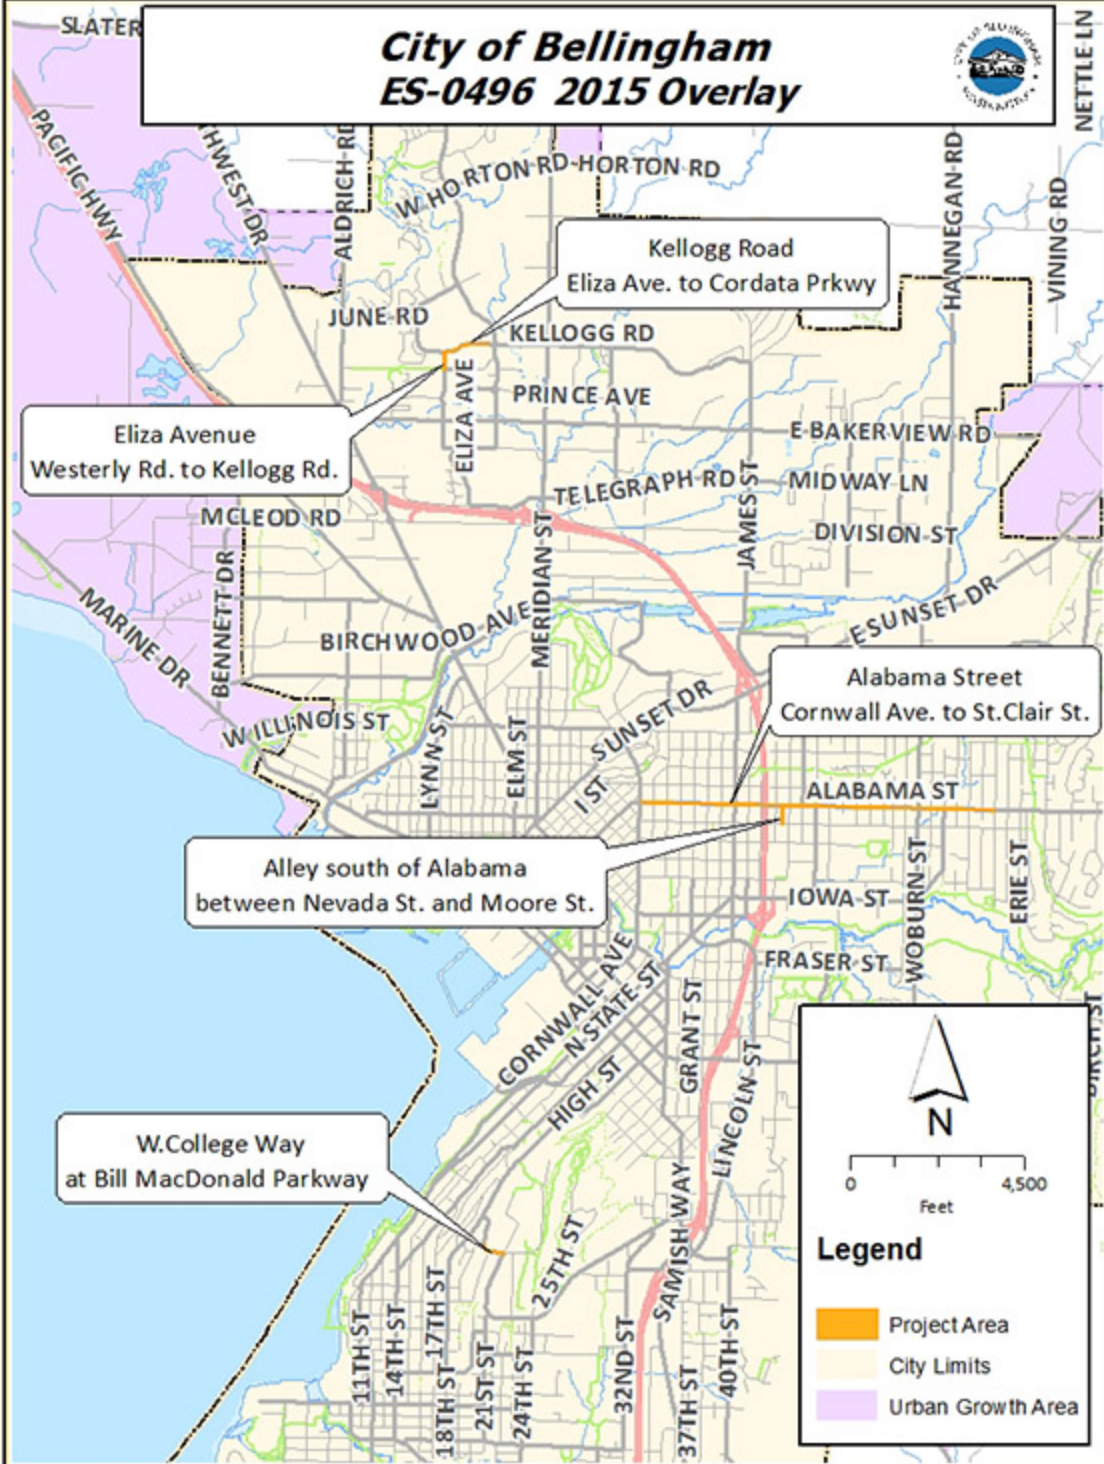 City of Bellingham
ES-0496 2015 Overlay
CITY OF BELLINGHAM
WASHINGTON
SLATER
NETTLE LN
PACIFIC HWY
THWEST DR
ALDRICH RD
W HORTON RD-HORTON RD
HANNEGAN RD
VINING RD
Kellogg Road
Eliza Ave. to Cordata Prkwy
JUNE RD
KELLOGG RD
ELIZA AVE
PRINCE AVE
Eliza Avenue
Westerly Rd. to Kellogg Rd.
E BAKERVIEW RD
TELEGRAPH RD
JAMES ST
MIDWAY LN
MCLEOD RD
DIVISION ST
MERIDIAN ST
BENNETT DR
MARINE DR
BIRCHWOOD AVE
E SUNSET DR
W ILLINOIS ST
LYNN ST
ELM ST
SUNSET DR
Alabama Street
Cornwall Ave. to St.Clair St.
I ST
ALABAMA ST
Alley south of Alabama
between Nevada St. and Moore St.
IOWA ST
WOBURN ST
ERIE ST
FRASER ST
CORNWALL AVE
N STATE ST
HIGH ST
GRANT ST
LINCOLN ST
BIRCH ST
W.College Way
at Bill MacDonald Parkway
25TH ST
SAMISH WAY
11TH ST
14TH ST
17TH ST
18TH ST
21ST ST
24TH ST
32ND ST
37TH ST
40TH ST
N
0
4,500
Feet
Legend
Project Area
City Limits
Urban Growth Area